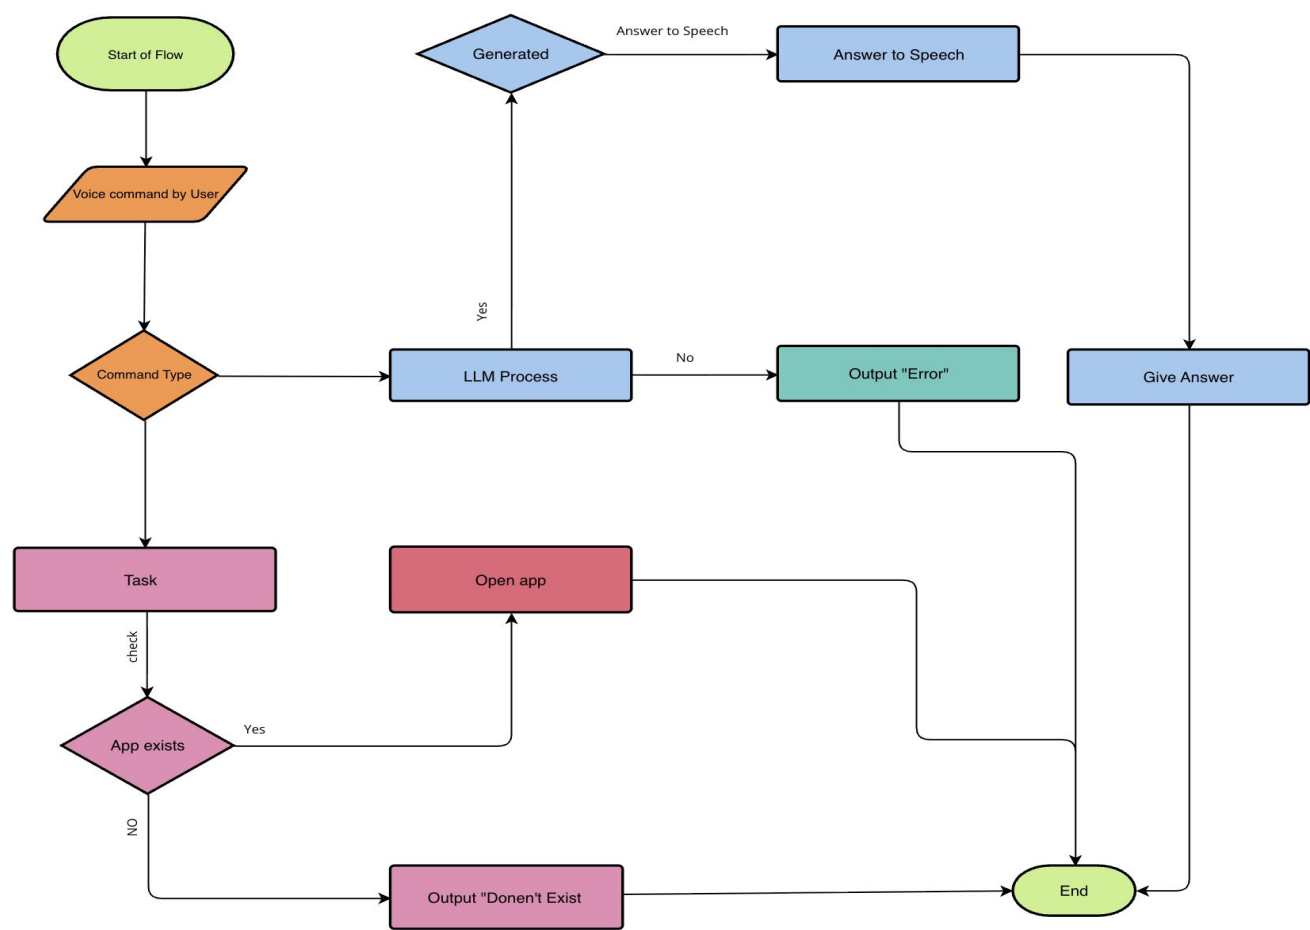 Start of Flow
Generated
Answer to Speech
Answer to Speech
Voice command by User
Yes
Command Type
LLM Process
No
Output "Error"
Give Answer
Task
Open app
check
App exists
Yes
NO
Output "Donen't Exist
End